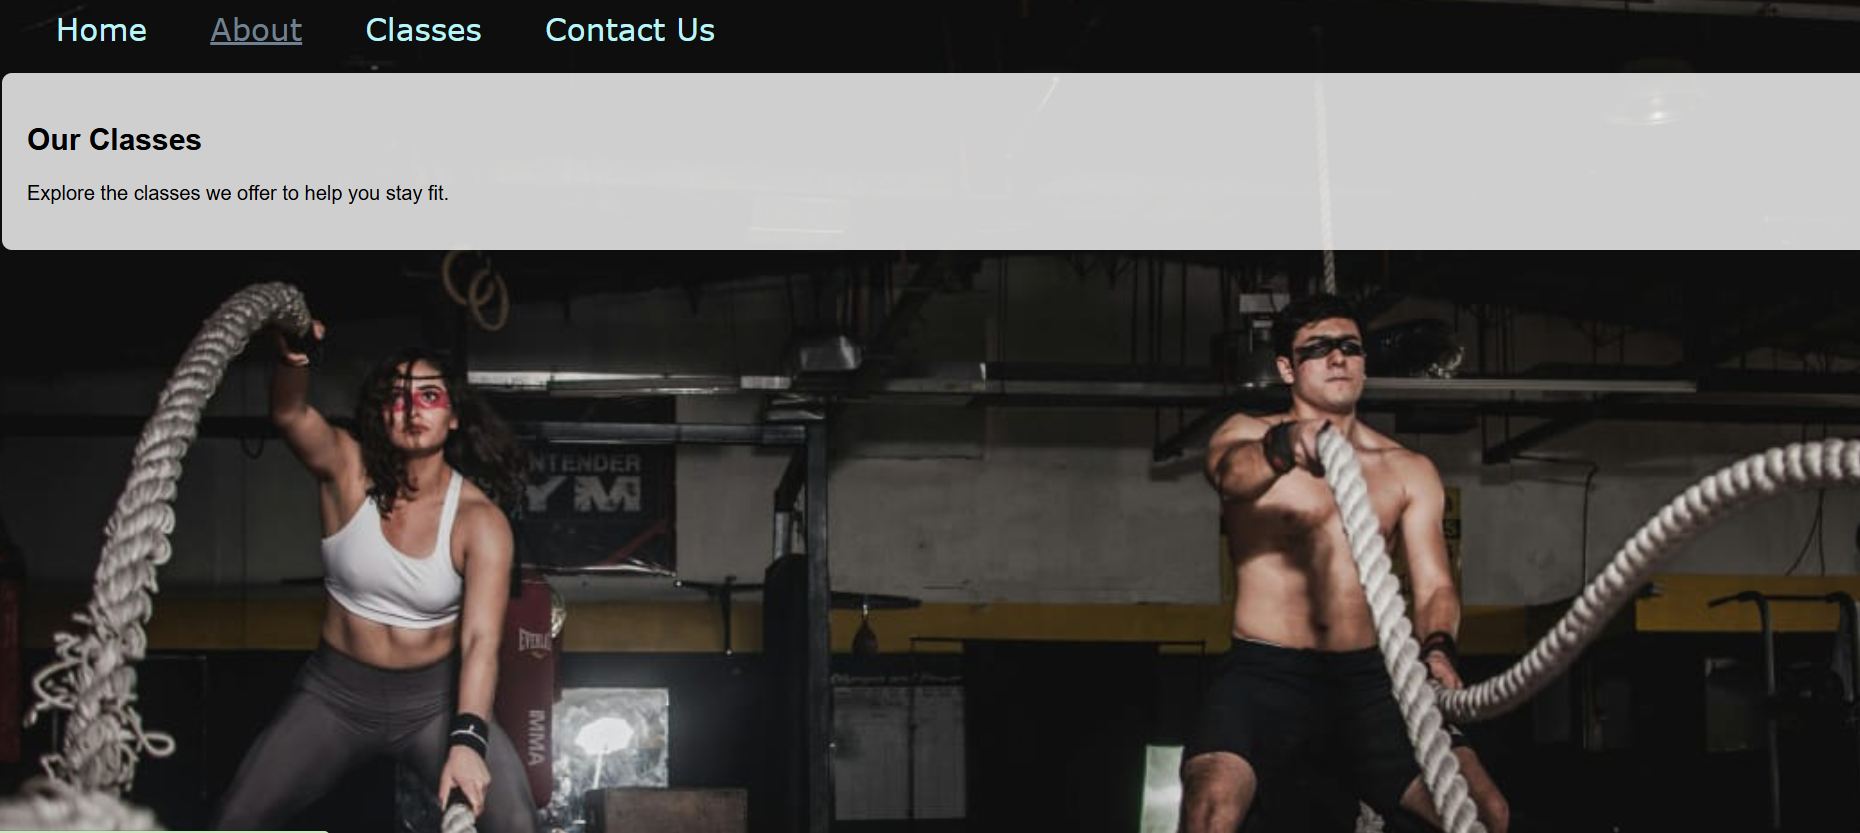 Home About Classes Contact Us
Our Classes
Explore the classes we offer to help you stay fit.
NTENDER
YM
EVERLAS
MMA